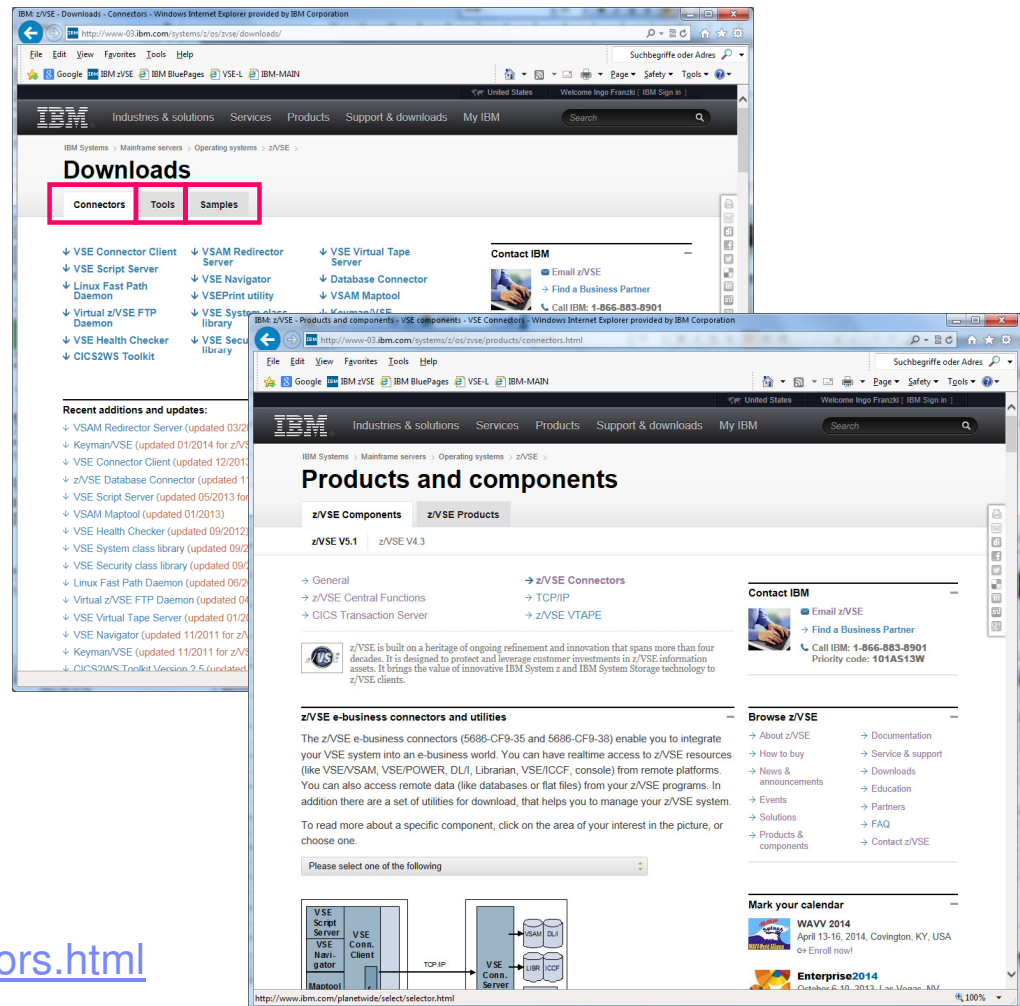 IBM: z/VSE - Downloads - Connectors - Windows Internet Explorer provided by IBM Corporation
http://www-03.ibm.com/systems/z/os/zvse/downloads/
File Edit View Favorites Tools Help
Suchbegriffe oder Adres
Google IBM zVSE IBM BluePages VSE-L IBM-MAIN
Page Safety Tools
United States Welcome Ingo Franzki [ IBM Sign in ]
IBM Industries & solutions Services Products Support & downloads My IBM Search
IBM Systems > Mainframe servers > Operating systems > z/VSE >
Downloads
Connectors Tools Samples
VSE Connector Client
VSE Script Server
Linux Fast Path
Daemon
Virtual z/VSE FTP
Daemon
VSE Health Checker
CICS2WS Toolkit
VSAM Redirector
Server
VSE Navigator
VSEPrint utility
VSE System class
library
VSE Secu
library
VSE Virtual Tape
Server
Database Connector
VSAM Maptool
Keyman/VSE
Contact IBM
Email z/VSE
Find a Business Partner
Call IBM: 1-866-883-8901
Recent additions and updates:
VSAM Redirector Server (updated 03/2
Keyman/VSE (updated 01/2014 for z/VS
VSE Connector Client (updated 12/2013
z/VSE Database Connector (updated 1
VSE Script Server (updated 05/2013 for
VSAM Maptool (updated 01/2013)
VSE Health Checker (updated 09/2012)
VSE System class library (updated 09/2
VSE Security class library (updated 09/
Linux Fast Path Daemon (updated 06/2
Virtual z/VSE FTP Daemon (updated 04
VSE Virtual Tape Server (updated 01/20
VSE Navigator (updated 11/2011 for z/V
Keyman/VSE (updated 11/2011 for z/VS
CICS2WS Toolkit Version 2.5 (updated
IBM: z/VSE - Products and components - VSE components - VSE Connectors - Windows Internet Explorer provided by IBM Corporation
http://www-03.ibm.com/systems/z/os/zvse/products/connectors.html
File Edit View Favorites Tools Help
Suchbegriffe oder Adres
Google IBM zVSE IBM BluePages VSE-L IBM-MAIN
Page Safety Tools
United States Welcome Ingo Franzki [ IBM Sign in ]
IBM Industries & solutions Services Products Support & downloads My IBM Search
IBM Systems > Mainframe servers > Operating systems > z/VSE >
Products and components
z/VSE Components z/VSE Products
z/VSE V5.1 z/VSE V4.3
General
z/VSE Central Functions
CICS Transaction Server
z/VSE Connectors
TCP/IP
z/VSE VTAPE
z/VSE is built on a heritage of ongoing refinement and innovation that spans more than four
decades. It is designed to protect and leverage customer investments in z/VSE information
assets. It brings the value of innovative IBM System z and IBM System Storage technology to
z/VSE clients.
Contact IBM
Email z/VSE
Find a Business Partner
Call IBM: 1-866-883-8901
Priority code: 101AS13W
z/VSE e-business connectors and utilities
The z/VSE e-business connectors (5686-CF9-35 and 5686-CF9-38) enable you to integrate
your VSE system into an e-business world. You can have realtime access to z/VSE resources
(like VSE/VSAM, VSE/POWER, DL/I, Librarian, VSE/ICCF, console) from remote platforms.
You can also access remote data (like databases or flat files) from your z/VSE programs. In
addition there are a set of utilities for download, that helps you to manage your z/VSE system.
To read more about a specific component, click on the area of your interest in the picture, or
choose one.
Please select one of the following
Browse z/VSE
About z/VSE
How to buy
News &
announcements
Events
Solutions
Products &
components
Documentation
Service & support
Downloads
Education
Partners
FAQ
Contact z/VSE
VSE
Script
Server
VSE
Navi-
gator
Maptool
VSE
Conn.
Client
TCP/IP
VSE
Conn.
Server
VSAM
DL/I
LIBR
ICCF
Mark your calendar
WAVV 2014
April 13-16, 2014, Covington, KY, USA
Enroll now!
Enterprise2014
October 6-10, 2013, Las Vegas, NV
http://www.ibm.com/planetwide/select/selector.html
100%
ors.html